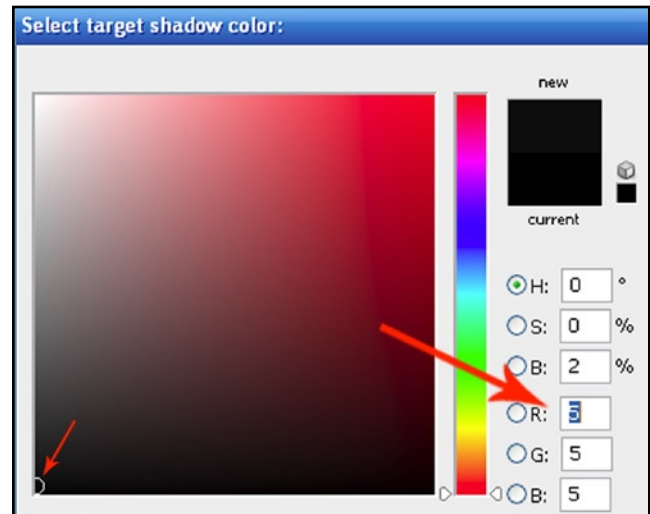 Select target shadow color:
new
current
H: 0 °
S: 0 %
B: 2 %
R: 5
G: 5
B: 5